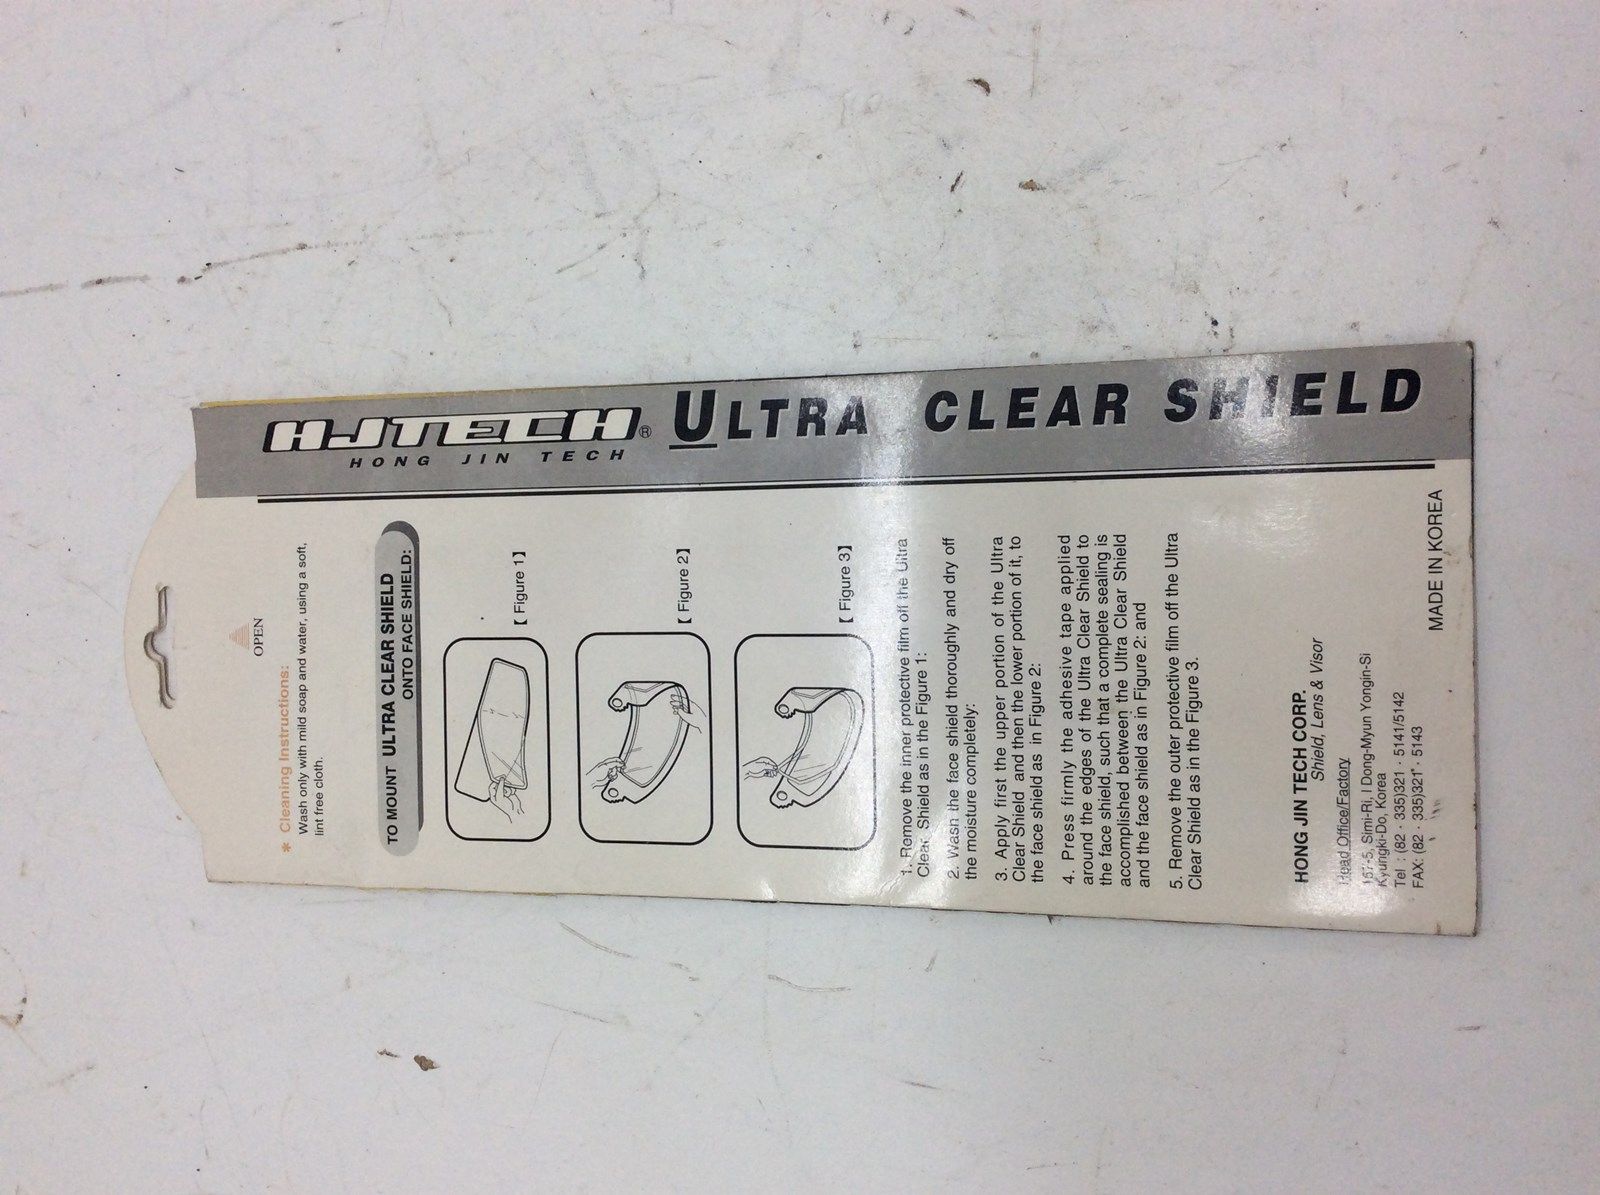 OPEN
* Cleaning Instructions:
Wash only with mild soap and water, using a soft,
lint free cloth.
HJTECH®
HONG JIN TECH
ULTRA CLEAR SHIELD
TO MOUNT ULTRA CLEAR SHIELD
ONTO FACE SHIELD:
[ Figure 1]
[ Figure 2]
[ Figure 3]
1. Remove the inner protective film off the Ultra
Clear Shield as in the Figure 1:
2. Wash the face shield thoroughly and dry off
the moisture completely:
3. Apply first the upper portion of the Ultra
Clear Shield and then the lower portion of it, to
the face shield as in Figure 2:
4. Press firmly the adhesive tape applied
around the edges of the Ultra Clear Shield to
the face shield, such that a complete sealing is
accomplished between the Ultra Clear Shield
and the face shield as in Figure 2: and
5. Remove the outer protective film off the Ultra
Clear Shield as in the Figure 3.
HONG JIN TECH CORP.
Shield, Lens & Visor
Head Office/Factory
157-5, Simi-Ri, I Dong-Myun Yongin-Si
Kyungki-Do, Korea
Tel : (82 · 335)321 · 5141/5142
FAX: (82 · 335)321 · 5143
MADE IN KOREA